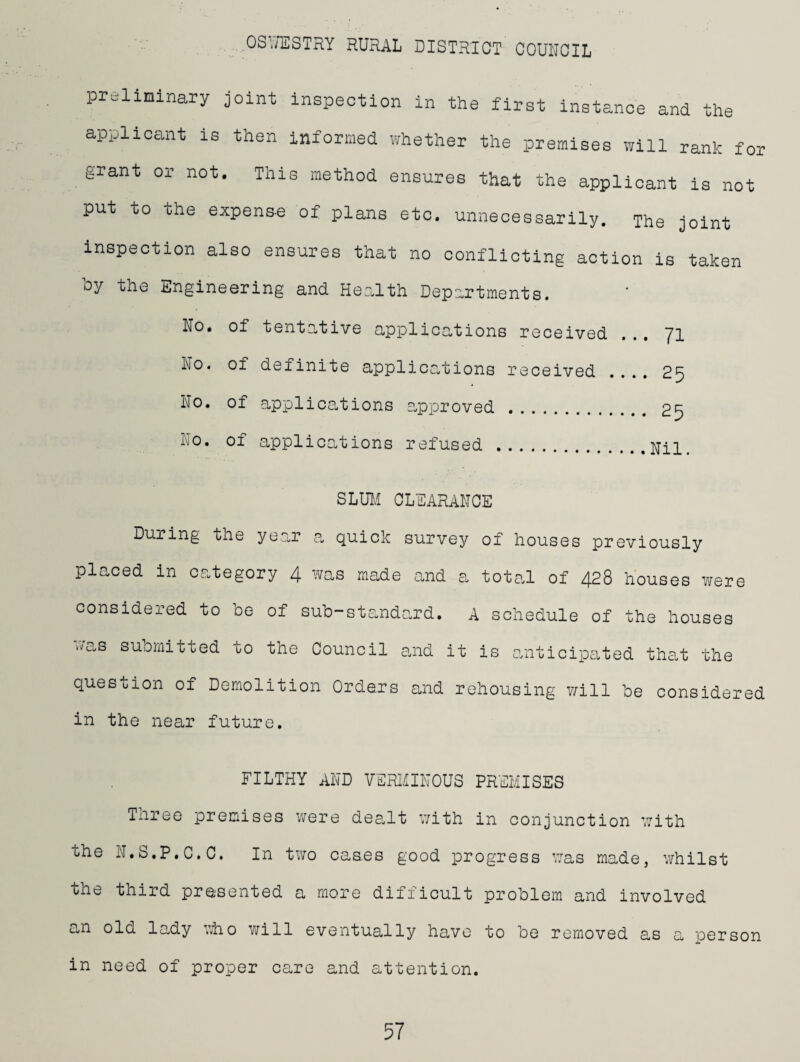 OSWESTRY RURAL DISTRICT COUNCIL
preliminary joint inspection in the first instance and the
applicant is then informed whether the premises will rank for
grant or not. This method ensures that the applicant is not
put to the expense of plans etc. unnecessarily. The joint
inspection also ensures that no conflicting action is taken
by the Engineering and Health Departments.
No. of tentative applications received ... 71
No. of definite applications received .... 25
No. of applications approved .............. 25
No. of applications refused ...............Nil.
SLUM CLEARANCE
During the year a quick survey of houses previously
placed in category 4 was made and a total of 428 houses were
considered to be of sub-standard. A schedule of the houses
was submitted to the Council and it is anticipated that the
question of Demolition Orders and rehousing will be considered
in the near future.
FILTHY AND VERMINOUS PREMISES
Three premises were dealt with in conjunction with
the N.S.P.C.C. In two cases good progress was made, whilst
the third presented a more difficult problem and involved
an old lady who will eventually have to be removed as a person
in need of proper care and attention.
57